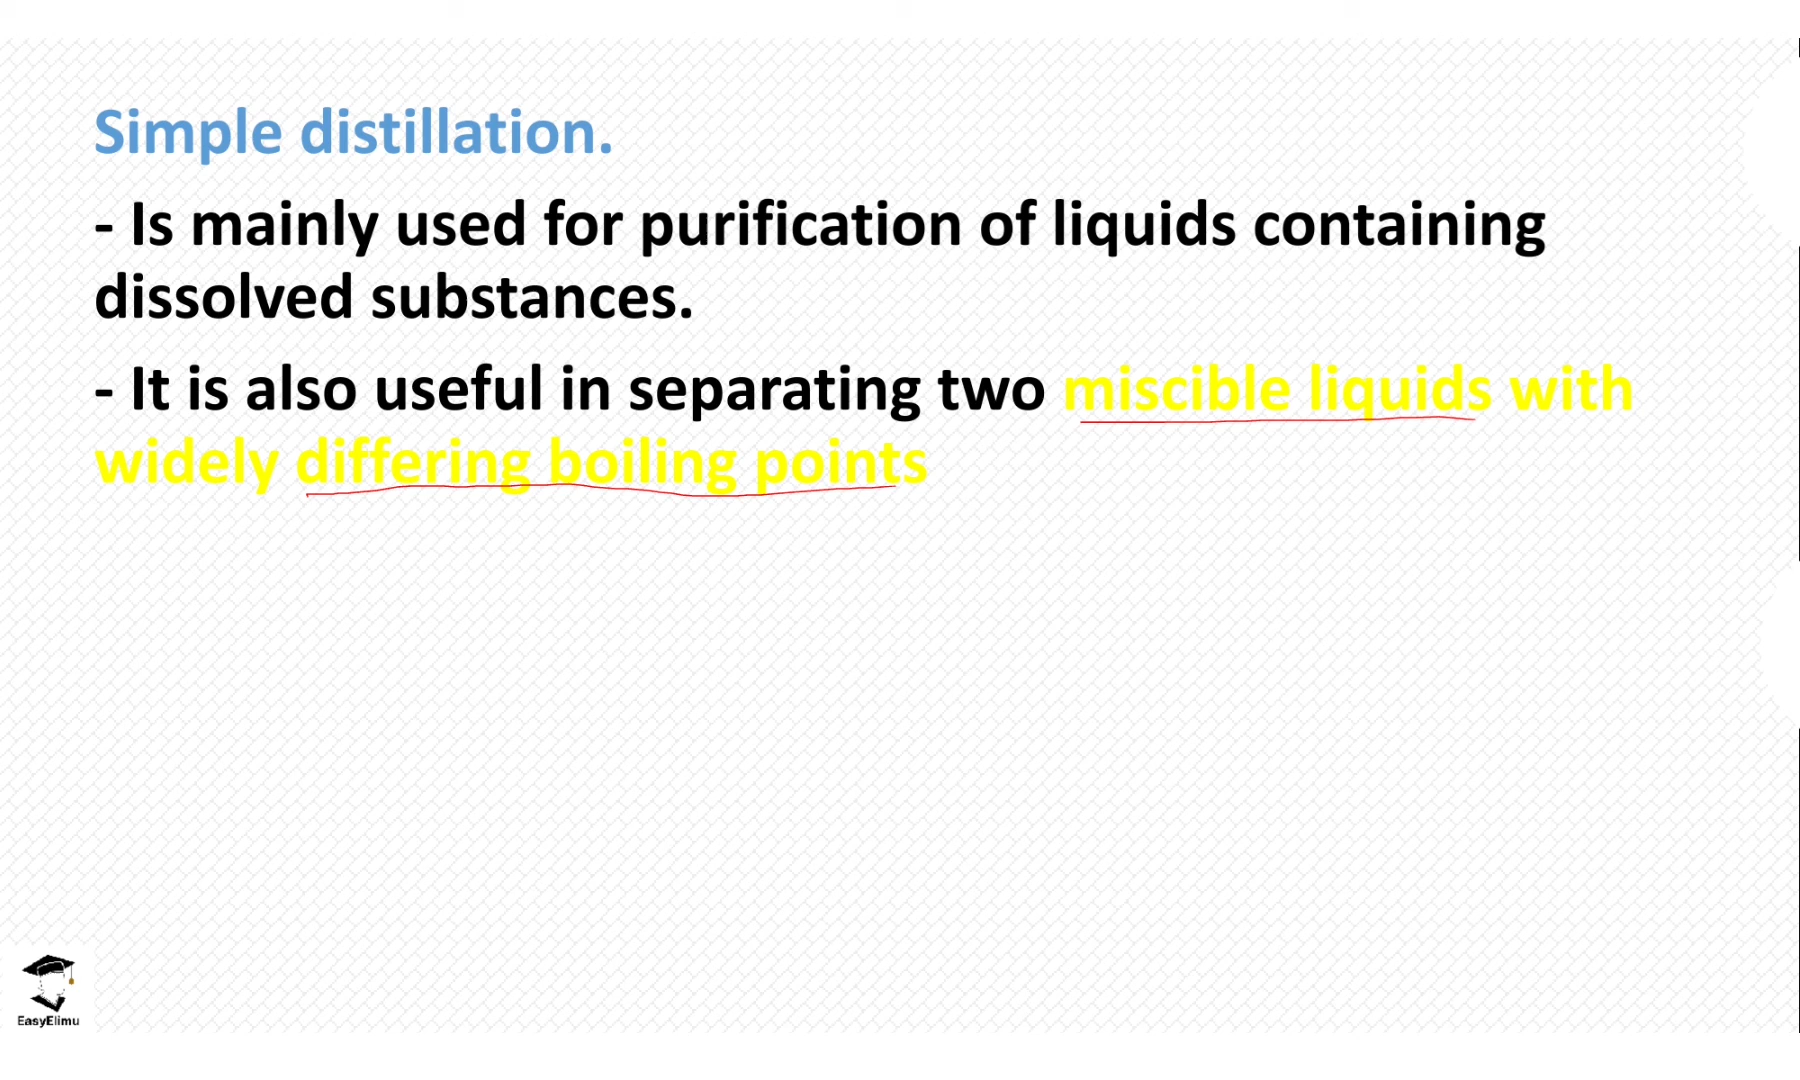 Simple distillation.
- Is mainly used for purification of liquids containing
dissolved substances.
- It is also useful in separating two miscible liquids with
widely differing boiling points
EasyElimu